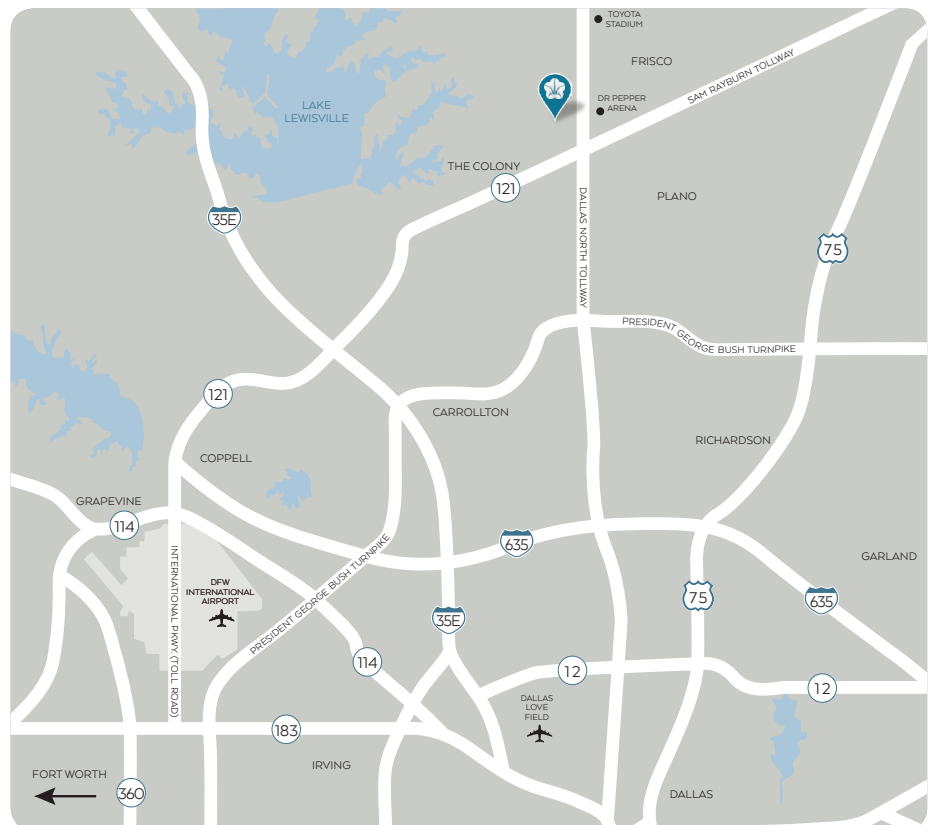 TOYOTA
STADIUM
FRISCO
SAM RAYBURN TOLLWAY
DR PEPPER
ARENA
LAKE
LEWISVILLE
THE COLONY
121
PLANO
DALLAS NORTH TOLLWAY
35E
75
PRESIDENT GEORGE BUSH TURNPIKE
121
CARROLLTON
RICHARDSON
COPPELL
GRAPEVINE
114
635
GARLAND
INTERNATIONAL PKWY. (TOLL ROAD)
DFW
INTERNATIONAL
AIRPORT
PRESIDENT GEORGE BUSH TURNPIKE
75
635
35E
114
12
12
DALLAS
LOVE
FIELD
183
IRVING
FORT WORTH
360
DALLAS